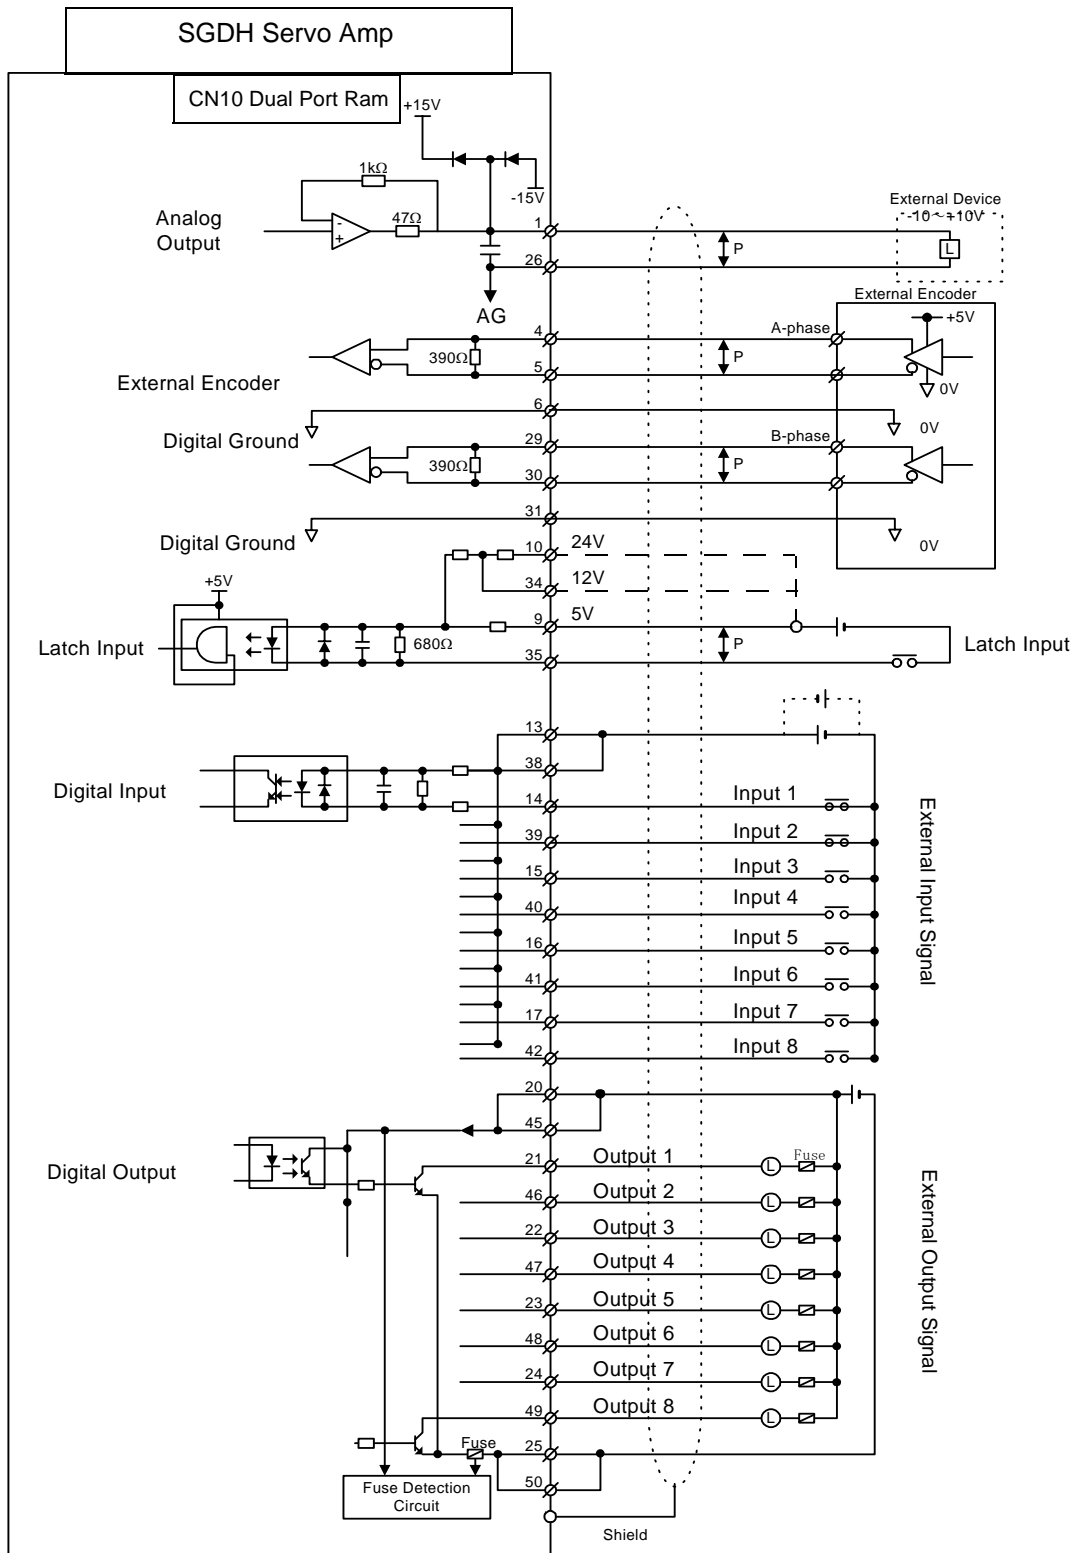 SGDH Servo Amp
CN10 Dual Port Ram
+15V
1kΩ
-15V
Analog
Output
47Ω
-
+
1
26
AG
P
External Device
-10~+10V
L
External Encoder
+5V
4
A-phase
390Ω
P
5
0V
External Encoder
6
0V
Digital Ground
29
B-phase
390Ω
P
30
31
0V
Digital Ground
10
24V
34
12V
+5V
9
5V
Latch Input
680Ω
P
35
Latch Input
13
38
Digital Input
14
Input 1
39
Input 2
15
Input 3
40
Input 4
16
Input 5
41
Input 6
17
Input 7
42
Input 8
External Input Signal
20
45
Digital Output
21
Output 1
L
Fuse
46
Output 2
L
22
Output 3
L
47
Output 4
L
23
Output 5
L
48
Output 6
L
24
Output 7
L
49
Output 8
L
External Output Signal
Fuse
25
50
Fuse Detection
Circuit
Shield